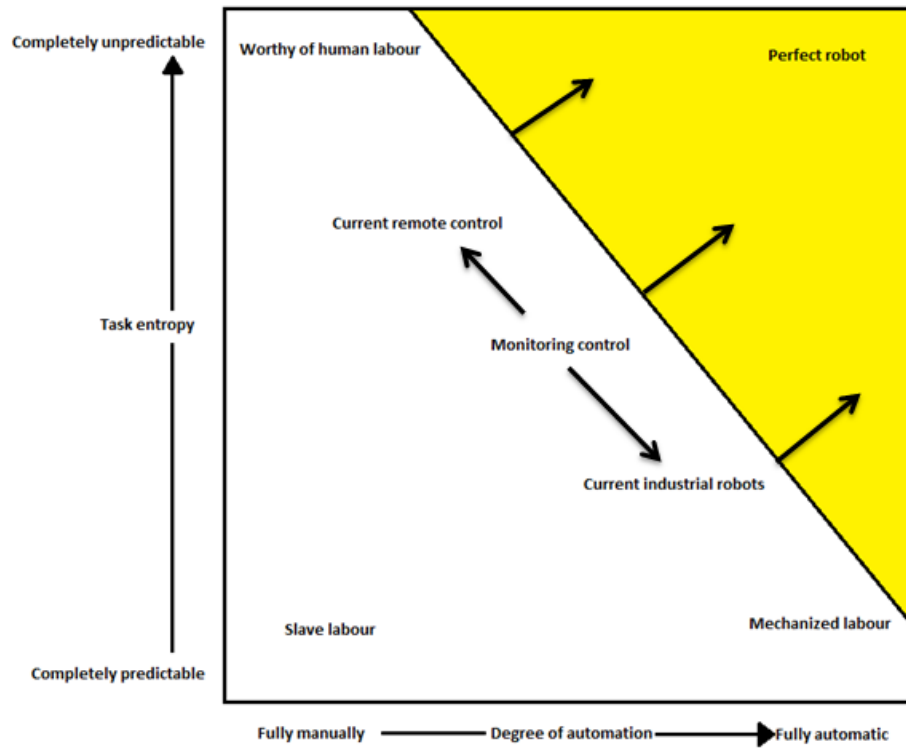 Completely unpredictable
Worthy of human labour
Perfect robot
Current remote control
Task entropy
Monitoring control
Current industrial robots
Slave labour
Mechanized labour
Completely predictable
Fully manually
Degree of automation
Fully automatic